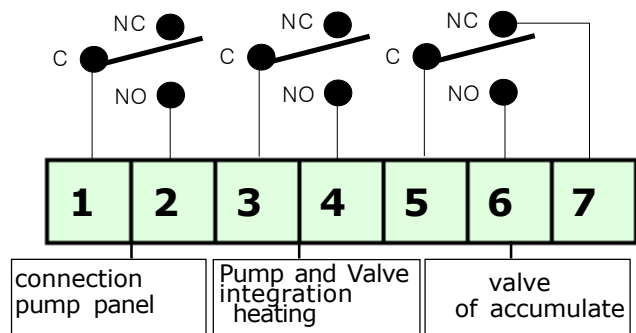 NC NC NC
C C C
NO NO NO
1 2 3 4 5 6 7
connection
pump panel
Pump and Valve
integration
heating
valve
of accumulate